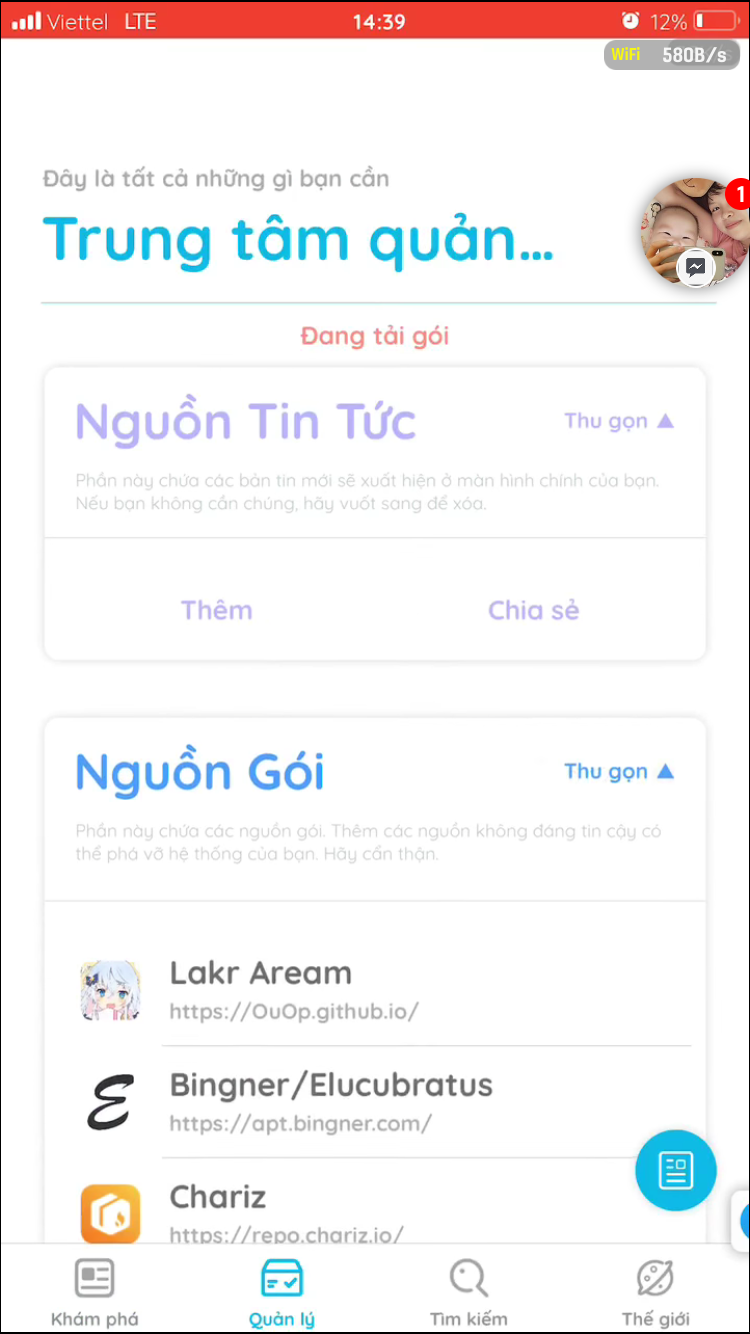 Viettel LTE 14:39 12%
WiFi 580B/s
Đây là tất cả những gì bạn cần
Trung tâm quản...
1
Đang tải gói
Nguồn Tin Tức
Thu gọn ▲
Phần này chứa các bản tin mới sẽ xuất hiện ở màn hình chính của bạn.
Nếu bạn không cần chúng, hãy vuốt sang để xóa.
Thêm
Chia sẻ
Nguồn Gói
Thu gọn ▲
Phần này chứa các nguồn gói. Thêm các nguồn không đáng tin cậy có
thể phá vỡ hệ thống của bạn. Hãy cẩn thận.
Lakr Aream
https://OuOp.github.io/
Bingner/Elucubratus
https://apt.bingner.com/
Chariz
https://repo.chariz.io/
Khám phá
Quản lý
Tìm kiếm
Thế giới